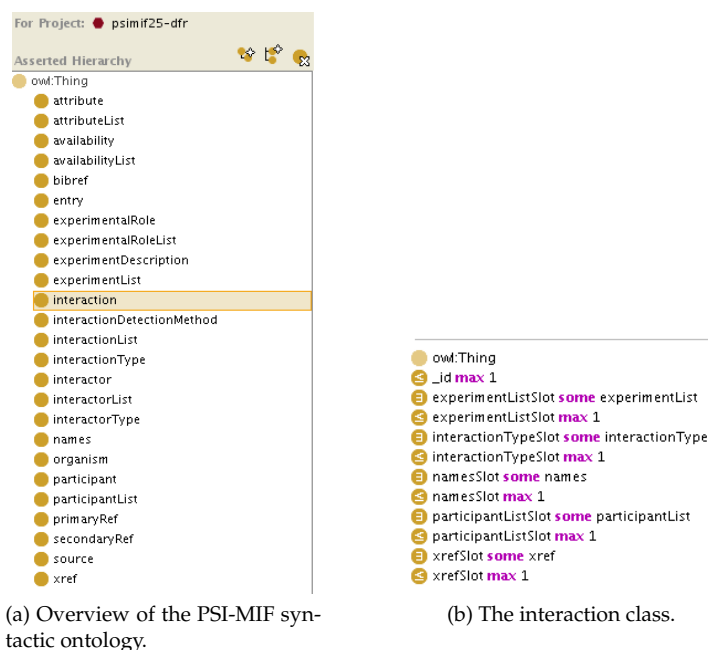 For Project: psimif25-dfr
Asserted Hierarchy
owl:Thing
attribute
attributeList
availability
availabilityList
bibref
entry
experimentalRole
experimentalRoleList
experimentDescription
experimentList
interaction
interactionDetectionMethod
interactionList
interactionType
interactor
interactorList
interactorType
names
organism
participant
participantList
primaryRef
secondaryRef
source
xref
(a) Overview of the PSI-MIF syn-
tactic ontology.
owl:Thing
_id max 1
experimentListSlot some experimentList
experimentListSlot max 1
interactionTypeSlot some interactionType
interactionTypeSlot max 1
namesSlot some names
namesSlot max 1
participantListSlot some participantList
participantListSlot max 1
xrefSlot some xref
xrefSlot max 1
(b) The interaction class.